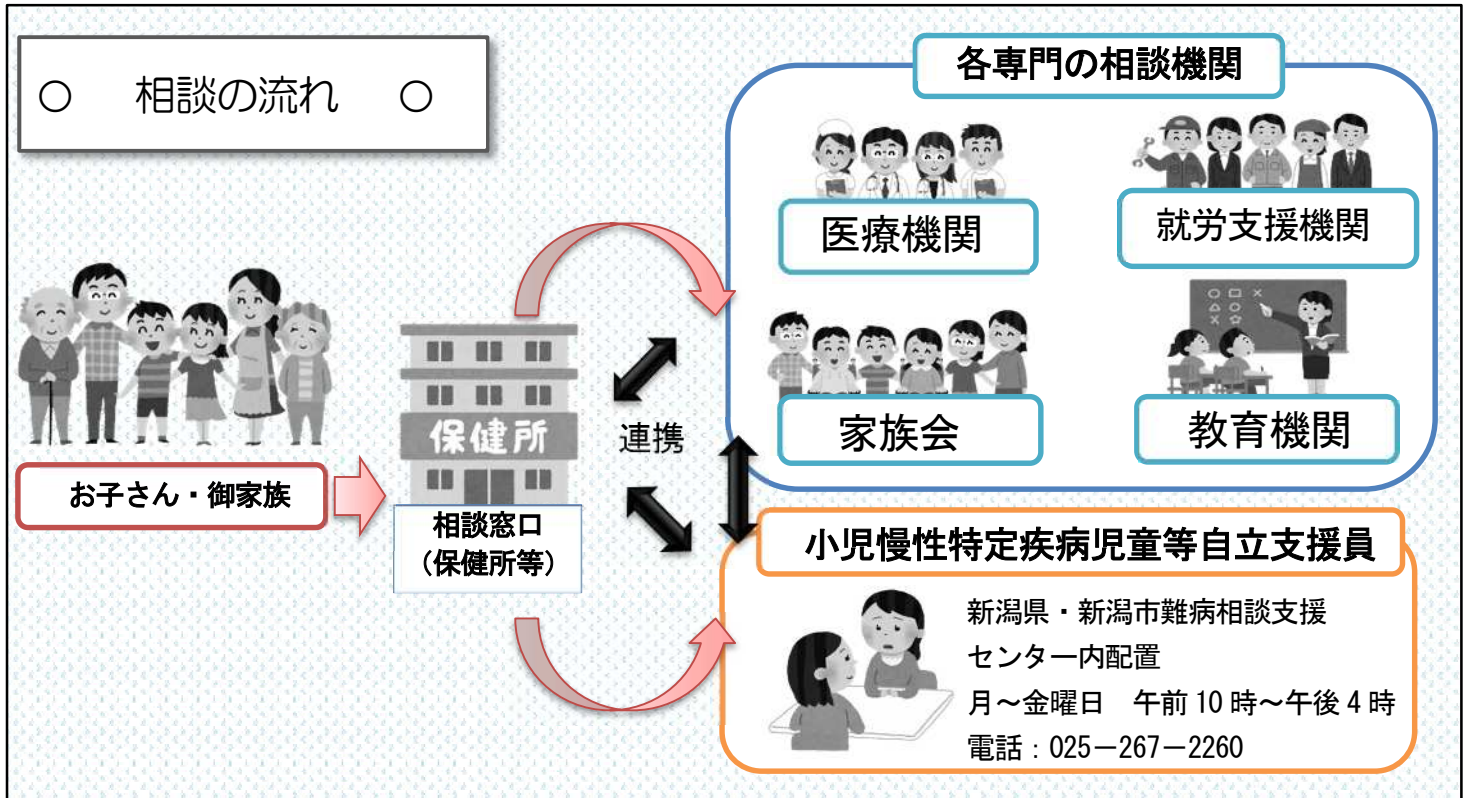 ○　相談の流れ　○
お子さん・御家族
保健所
相談窓口
（保健所等）
連携
各専門の相談機関
医療機関
就労支援機関
家族会
教育機関
小児慢性特定疾病児童等自立支援員
新潟県・新潟市難病相談支援
センター内配置
月～金曜日　午前 10 時～午後 4 時
電話：025－267－2260